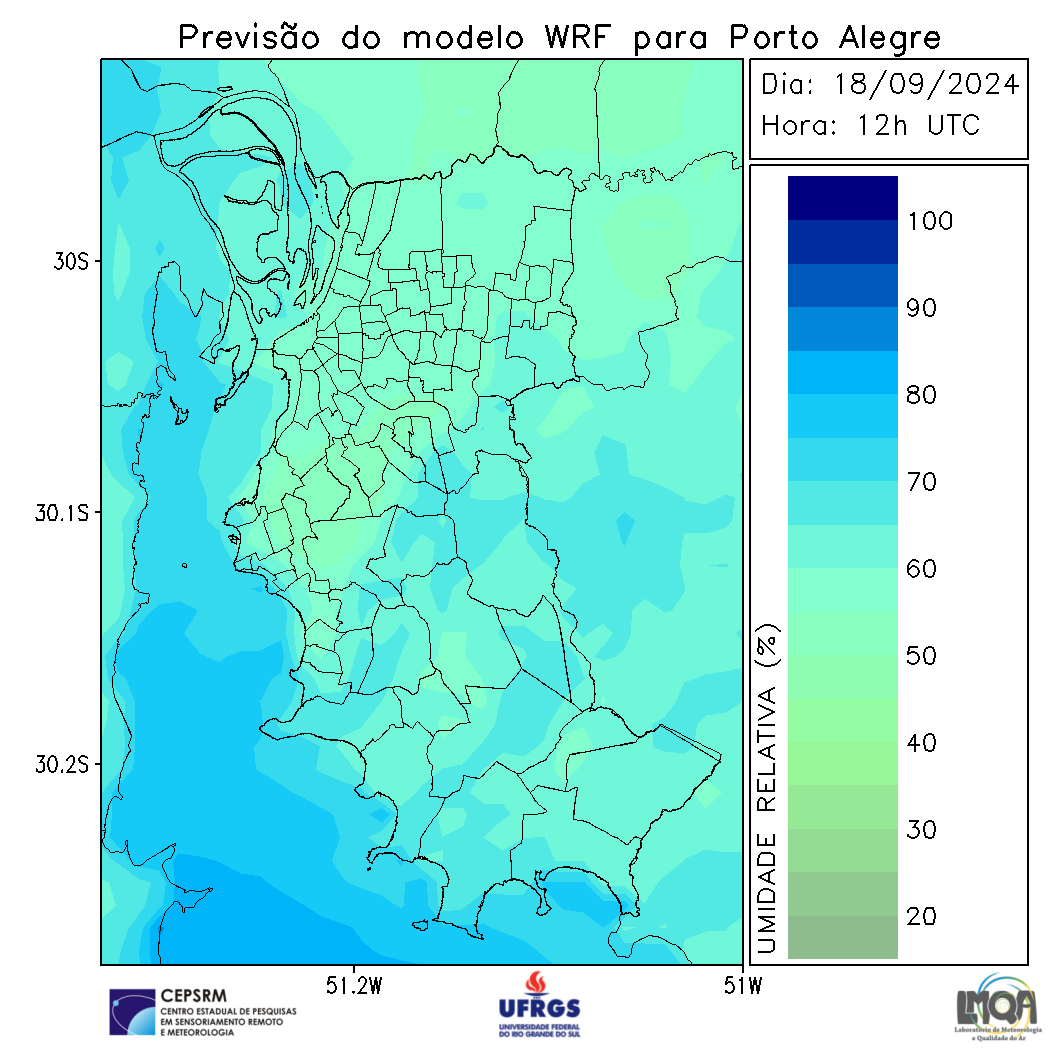 Previsão do modelo WRF para Porto Alegre
Dia: 18/09/2024
Hora: 12h UTC
30S
30.1S
30.2S
51.2W
51W
100
90
80
70
60
50
40
30
20
UMIDADE RELATIVA (%)
CEPSRM
CENTRO ESTADUAL DE PESQUISAS
EM SENSORIAMENTO REMOTO
E METEOROLOGIA
UFRGS
UNIVERSIDADE FEDERAL
DO RIO GRANDE DO SUL
LMQA
Laboratório de Meteorologia
e Qualidade do Ar